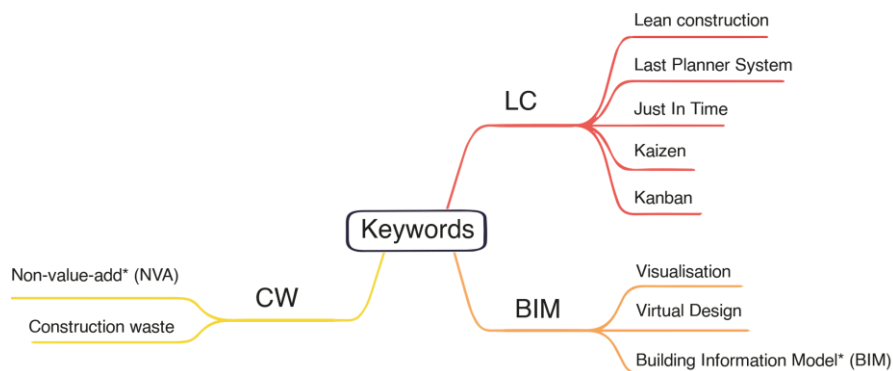 Keywords
LC
Lean construction
Last Planner System
Just In Time
Kaizen
Kanban
BIM
Visualisation
Virtual Design
Building Information Model* (BIM)
CW
Non-value-add* (NVA)
Construction waste